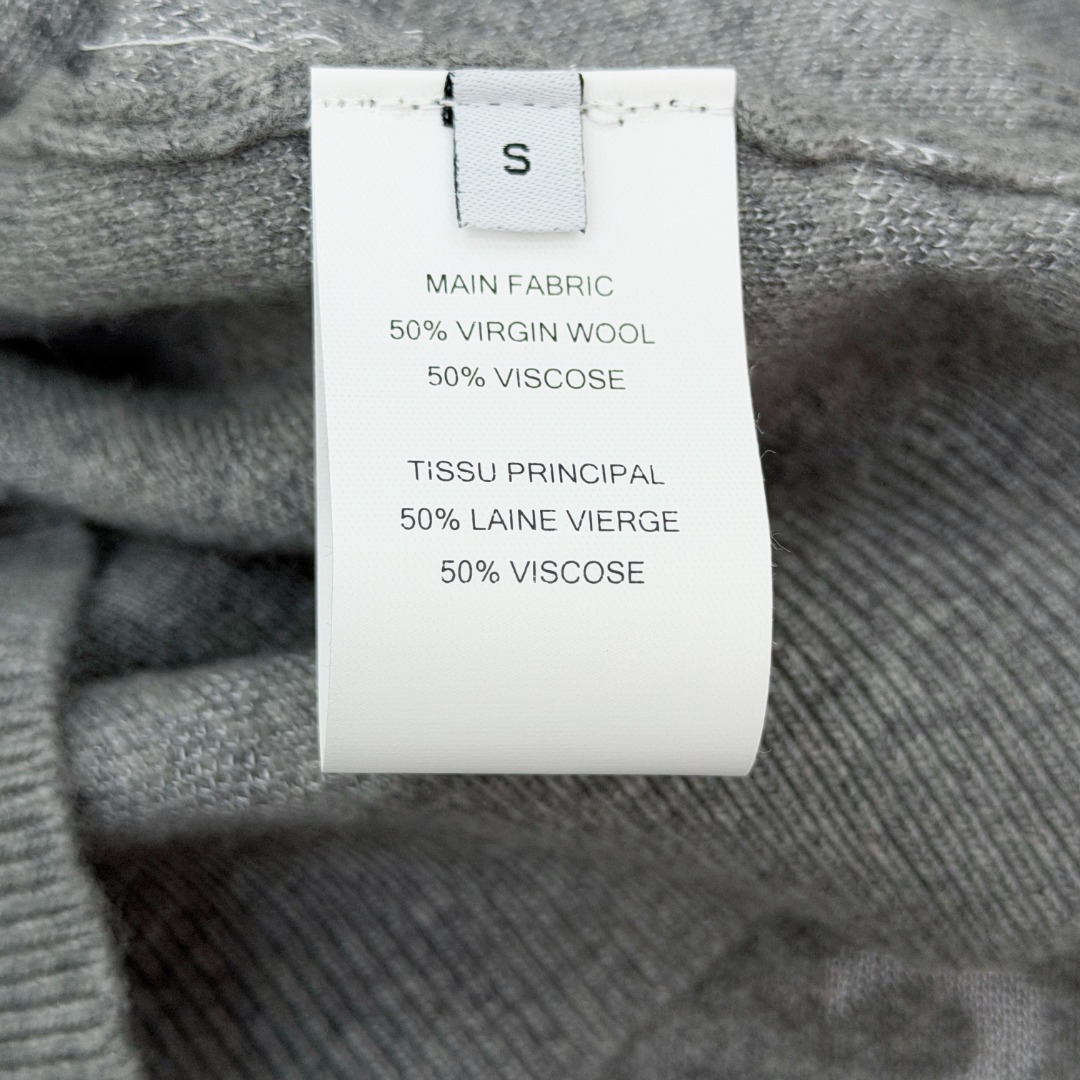 S
MAIN FABRIC
50% VIRGIN WOOL
50% VISCOSE
TISSU PRINCIPAL
50% LAINE VIERGE
50% VISCOSE